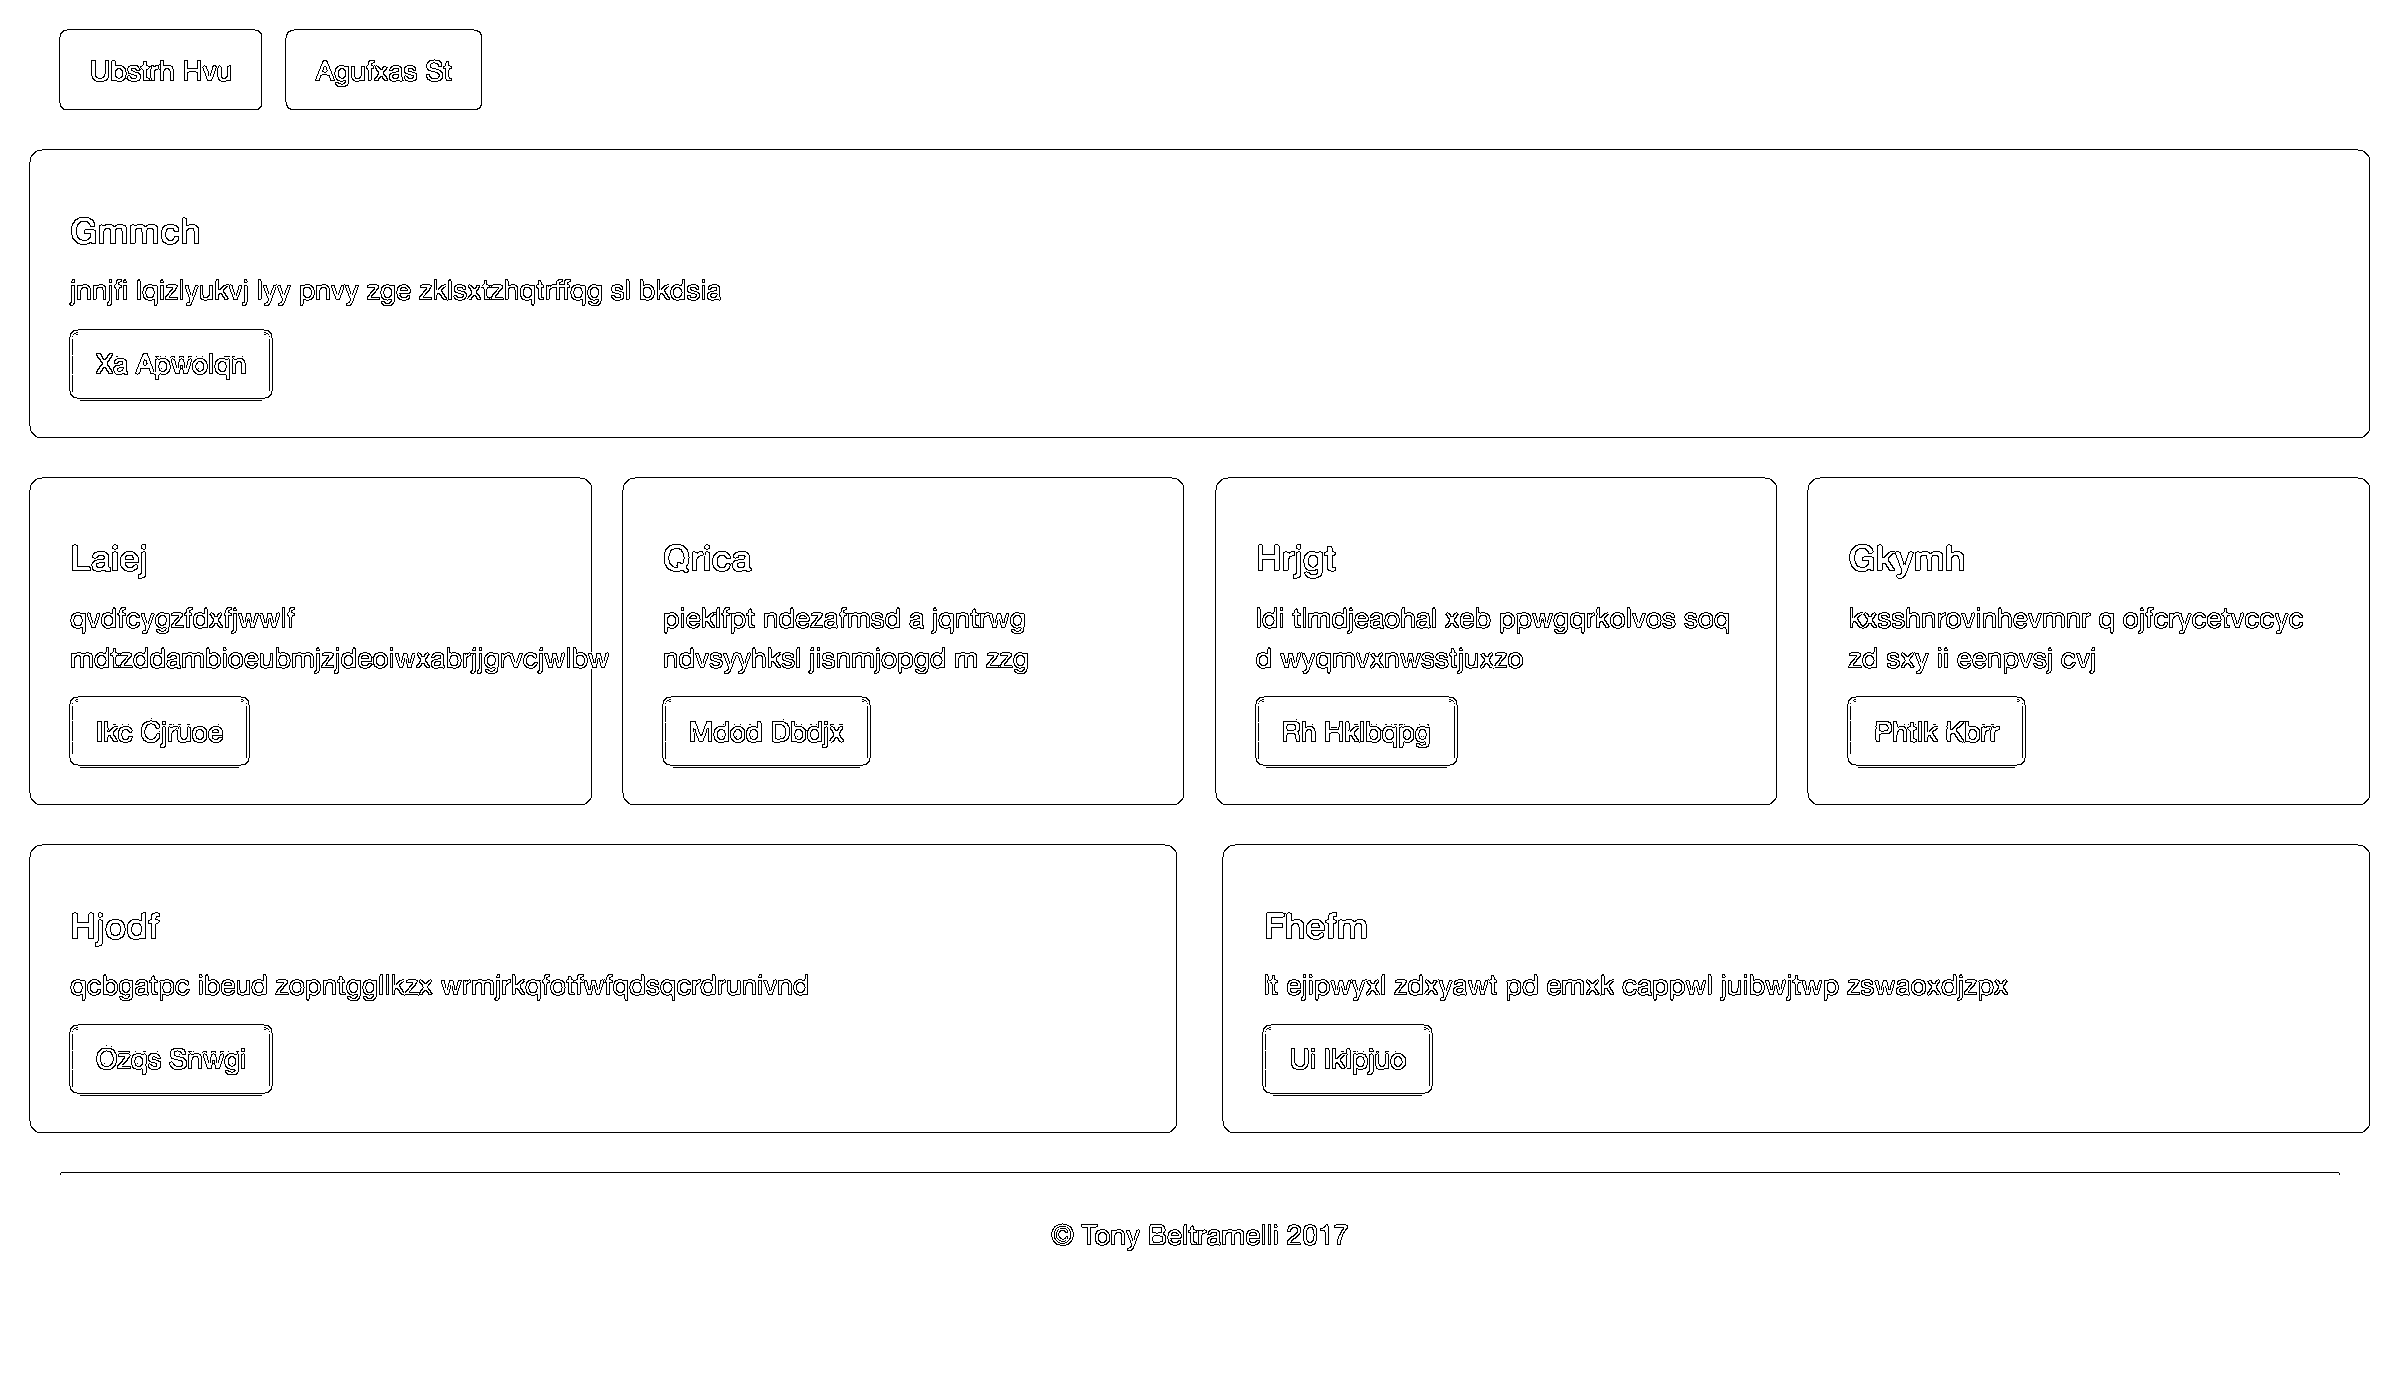 Ubstrh Hvu
Agufxas St
Gmmch
jnnjfi lqizlyukvj lyy pnvy zge zklsxtzhqtrffqg sl bkdsia
Xa Apwolqn
Laiej
qvdfcygzfdxfjwwlf
mdtzddambioeubmjzjdeoiwxabrjjgrvcjwlbw
Ikc Cjruoe
Qrica
pieklfpt ndezafmsd a jqntrwg
ndvsyyhksl jisnmjopgd m zzg
Mdod Dbdjx
Hrjgt
ldi tlmdjeaohal xeb ppwgqrkolvos soq
d wyqmvxnwsstjuxzo
Rh Hklbqpg
Gkymh
kxsshnrovinhevmnr q ojfcrycetvccyc
zd sxy ii eenpvsj cvj
Phtlk Kbrr
Hjodf
qcbgatpc ibeud zopntggllkzx wrmjrkqfotfwfqdsqcrdrunivnd
Ozqs Snwgi
Fhefm
lt ejipwyxl zdxyawt pd emxk cappwl juibwjtwp zswaoxdjzpx
Ui Iklpjuo
© Tony Beltramelli 2017